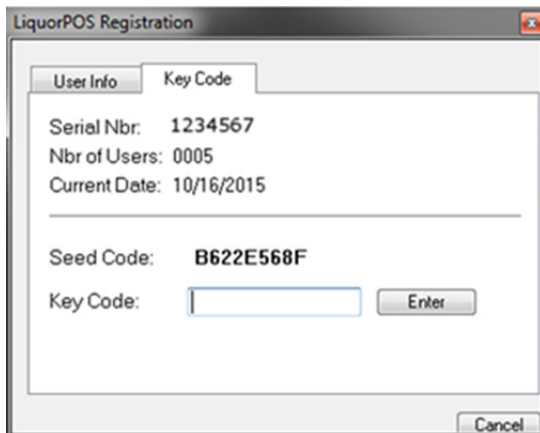 LiquorPOS Registration
User Info Key Code
Serial Nbr: 1234567
Nbr of Users: 0005
Current Date: 10/16/2015
Seed Code: B622E568F
Key Code: Enter
Cancel